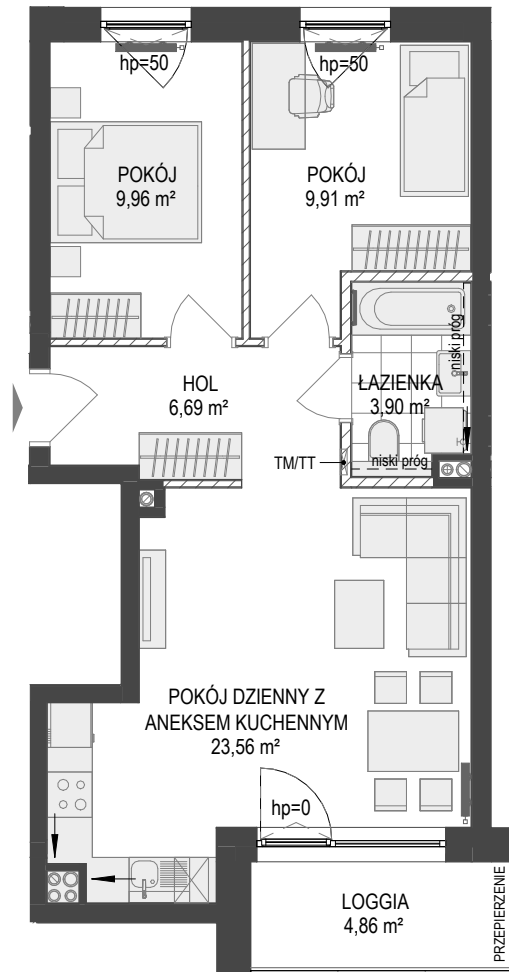 hp=50
hp=50
POKÓJ
9,96 m²
POKÓJ
9,91 m²
niski próg
HOL
6,69 m²
ŁAZIENKA
3,90 m²
TM/TT
niski próg
POKÓJ DZIENNY Z
ANEKSEM KUCHENNYM
23,56 m²
hp=0
LOGGIA
4,86 m²
PRZEPIERZENIE